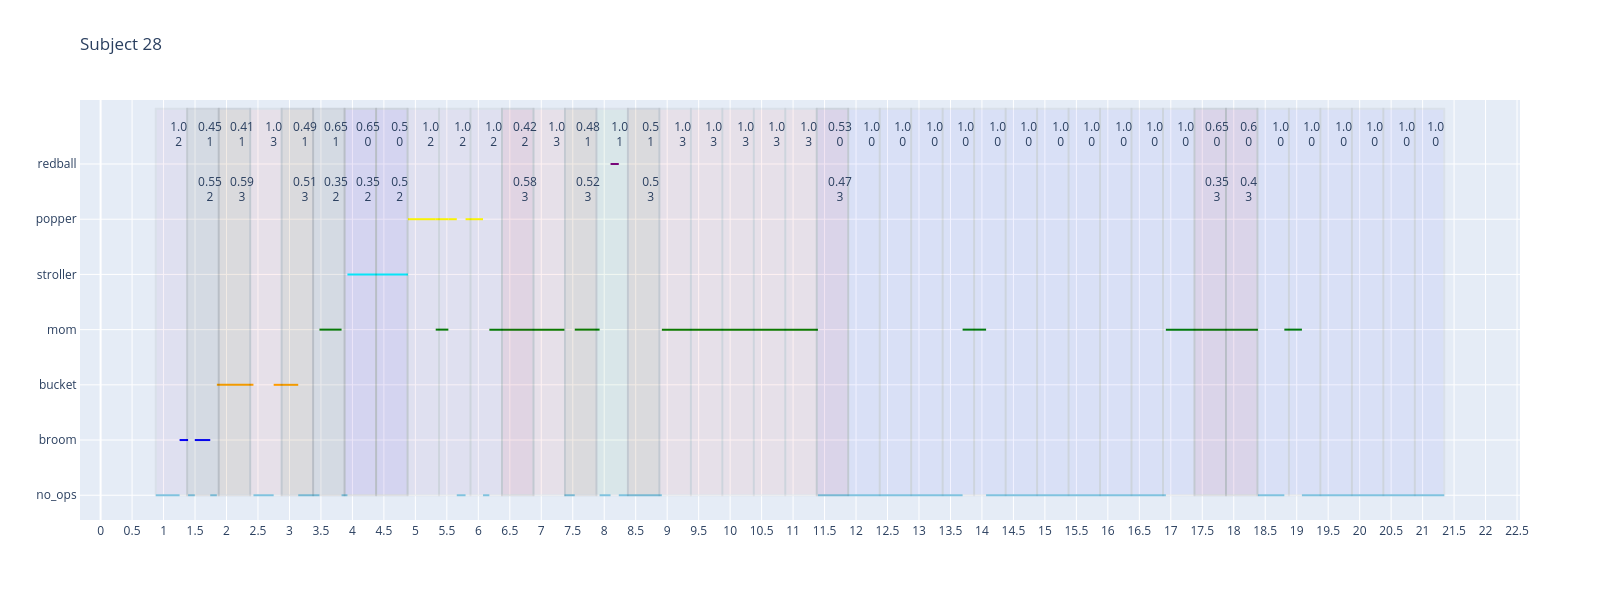 Subject 28
1.0 0.45 0.41 1.0 0.49 0.65 0.65 0.5 1.0 1.0 1.0 0.42 1.0 0.48 1.0 0.5 1.0 1.0 1.0 1.0 1.0 0.53 1.0 1.0 1.0 1.0 1.0 1.0 1.0 1.0 1.0 1.0 1.0 0.65 0.6 1.0 1.0 1.0 1.0 1.0 1.0
2 1 1 3 1 1 0 0 2 2 2 2 3 1 1 1 3 3 3 3 3 0 0 0 0 0 0 0 0 0 0 0 0 0 0 0 0 0 0 0 0
redball
0.55 0.59 0.51 0.35 0.35 0.5 0.58 0.52 0.5 0.47 0.35 0.4
2 3 3 2 2 2 3 3 3 3 3 3
popper
stroller
mom
bucket
broom
no_ops
0 0.5 1 1.5 2 2.5 3 3.5 4 4.5 5 5.5 6 6.5 7 7.5 8 8.5 9 9.5 10 10.5 11 11.5 12 12.5 13 13.5 14 14.5 15 15.5 16 16.5 17 17.5 18 18.5 19 19.5 20 20.5 21 21.5 22 22.5